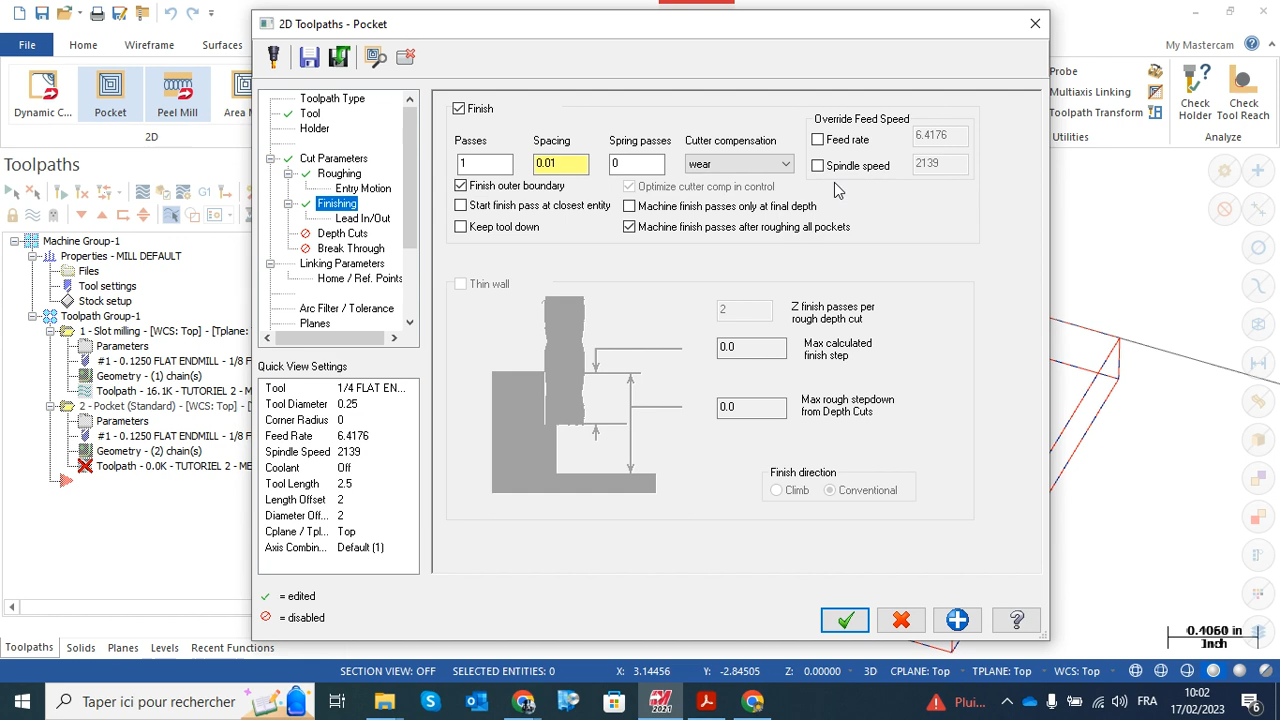 2D Toolpaths - Pocket
File
Home
Wireframe
Surfaces
My Mastercam
Dynamic C...
Pocket
Peel Mill
Area M
2D
Probe
Multiaxis Linking
Toolpath Transform
Utilities
Check
Holder
Check
Tool Reach
Analyze
Toolpaths
G1
Machine Group-1
Properties - MILL DEFAULT
Files
Tool settings
Stock setup
Toolpath Group-1
1 - Slot milling - [WCS: Top] - [Tplane:
Parameters
#1 - 0.1250 FLAT ENDMILL - 1/8 F
Geometry - (1) chain(s)
Toolpath - 16.1K - TUTORIEL 2 - ME
2 - Pocket (Standard) - [WCS: Top] - [
Parameters
#1 - 0.1250 FLAT ENDMILL - 1/8 F
Geometry - (2) chain(s)
Toolpath - 0.0K - TUTORIEL 2 - ME
Toolpath Type
Tool
Holder
Cut Parameters
Roughing
Entry Motion
Finishing
Lead In/Out
Depth Cuts
Break Through
Linking Parameters
Home / Ref. Points
Arc Filter / Tolerance
Planes
Quick View Settings
Tool 1/4 FLAT EN...
Tool Diameter 0.25
Corner Radius 0
Feed Rate 6.4176
Spindle Speed 2139
Coolant Off
Tool Length 2.5
Length Offset 2
Diameter Off... 2
Cplane / Tpl... Top
Axis Combin... Default (1)
= edited
= disabled
Finish
Passes
Spacing
Spring passes
Cutter compensation
1
0.01
0
wear
Override Feed Speed
Feed rate 6.4176
Spindle speed 2139
Finish outer boundary
Optimize cutter comp in control
Start finish pass at closest entity
Machine finish passes only at final depth
Keep tool down
Machine finish passes after roughing all pockets
Thin wall
2
Z finish passes per
rough depth cut
0.0
Max calculated
finish step
0.0
Max rough stepdown
from Depth Cuts
Finish direction
Climb
Conventional
Toolpaths
Solids
Planes
Levels
Recent Functions
0.4060 in
Inch
SECTION VIEW: OFF
SELECTED ENTITIES: 0
X: 3.14456
Y: -2.84505
Z: 0.00000
3D
CPLANE: Top
TPLANE: Top
WCS: Top
Taper ici pour rechercher
2021
Plui...
FRA
10:02
17/02/2023
6